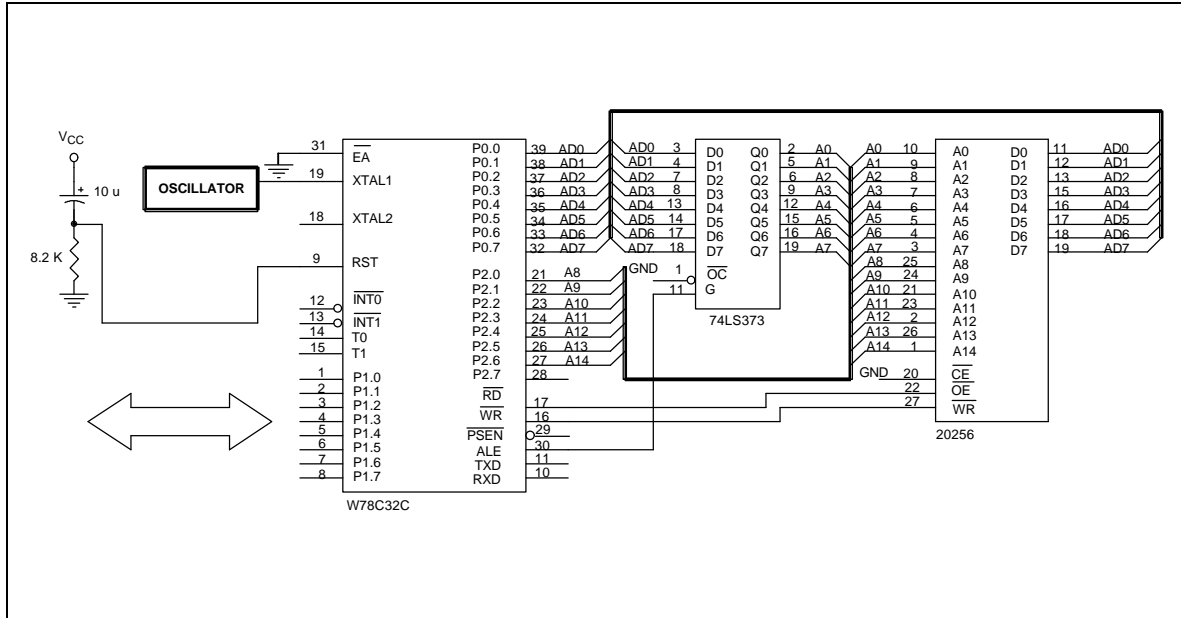 VCC
10 u
8.2 K
OSCILLATOR
31 EA
19 XTAL1
18 XTAL2
9 RST
12 INT0
13 INT1
14 T0
15 T1
1 P1.0
2 P1.1
3 P1.2
4 P1.3
5 P1.4
6 P1.5
7 P1.6
8 P1.7
P0.0 39 AD0
P0.1 38 AD1
P0.2 37 AD2
P0.3 36 AD3
P0.4 35 AD4
P0.5 34 AD5
P0.6 33 AD6
P0.7 32 AD7
P2.0 21 A8
P2.1 22 A9
P2.2 23 A10
P2.3 24 A11
P2.4 25 A12
P2.5 26 A13
P2.6 27 A14
P2.7 28
RD 17
WR 16
PSEN 29
ALE 30
TXD 11
RXD 10
W78C32C
AD0 3 D0 Q0 2 A0
AD1 4 D1 Q1 5 A1
AD2 7 D2 Q2 6 A2
AD3 8 D3 Q3 9 A3
AD4 13 D4 Q4 12 A4
AD5 14 D5 Q5 15 A5
AD6 17 D6 Q6 16 A6
AD7 18 D7 Q7 19 A7
GND 1 OC
11 G
74LS373
A0 10 A0 D0 11 AD0
A1 9 A1 D1 12 AD1
A2 8 A2 D2 13 AD2
A3 7 A3 D3 15 AD3
A4 6 A4 D4 16 AD4
A5 5 A5 D5 17 AD5
A6 4 A6 D6 18 AD6
A7 3 A7 D7 19 AD7
A8 25 A8
A9 24 A9
A10 21 A10
A11 23 A11
A12 2 A12
A13 26 A13
A14 1 A14
GND 20 CE
22 OE
27 WR
20256